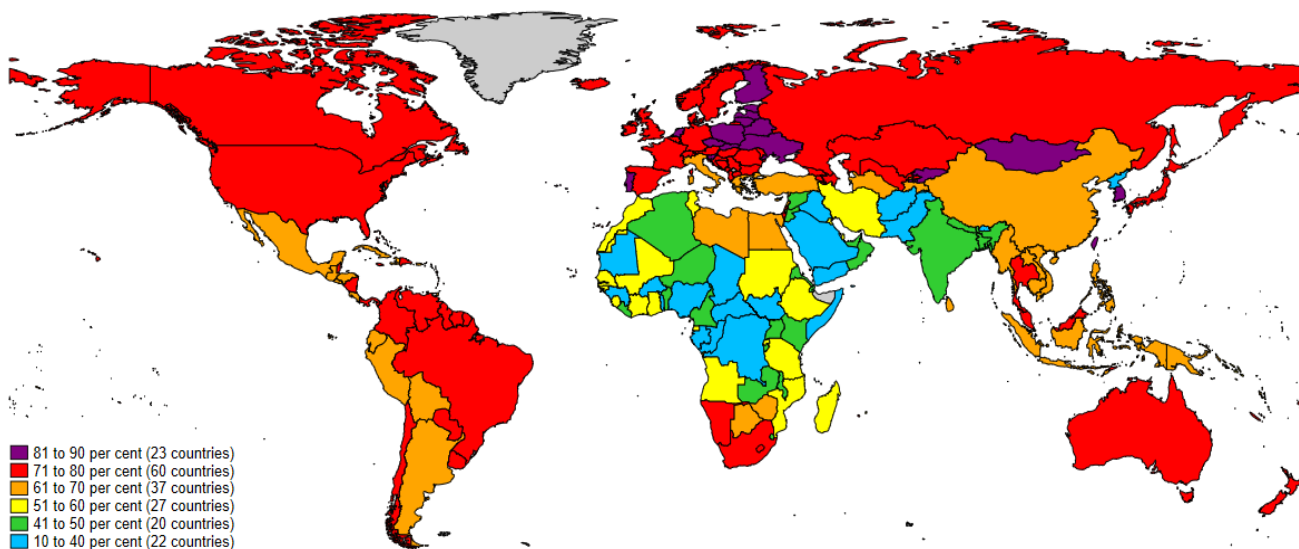 81 to 90 per cent (23 countries)
71 to 80 per cent (60 countries)
61 to 70 per cent (37 countries)
51 to 60 per cent (27 countries)
41 to 50 per cent (20 countries)
10 to 40 per cent (22 countries)